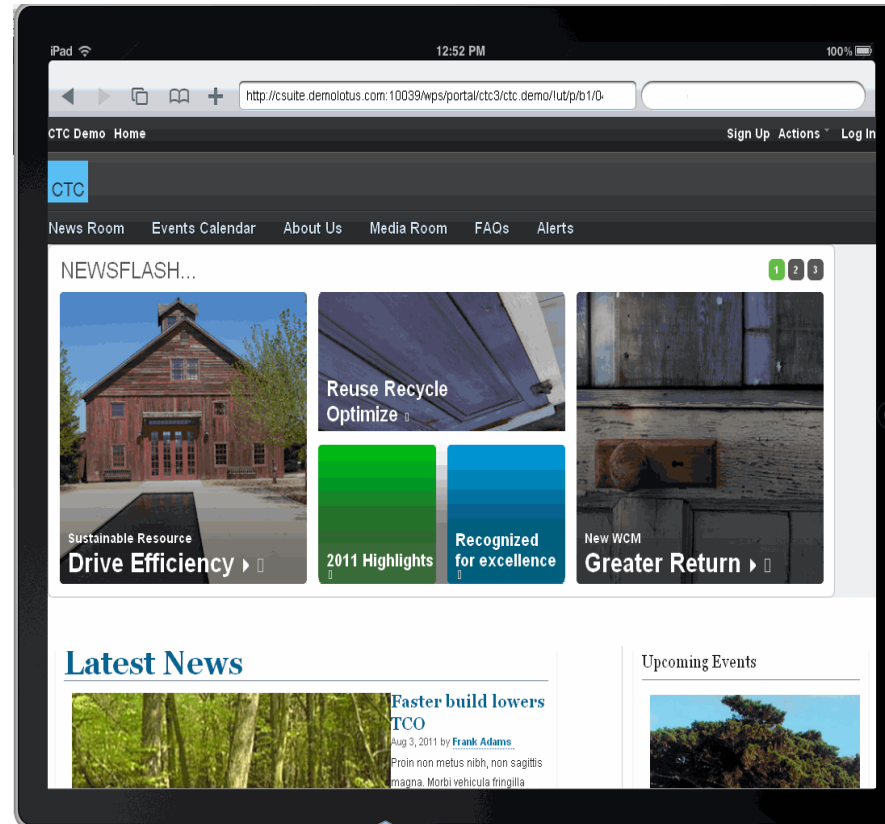 iPad 12:52 PM 100%
http://csuite.demolotus.com:10039/wps/portal/ctc3/ctc.demo/!ut/p/b1/04
CTC Demo Home Sign Up Actions Log In
CTC
News Room Events Calendar About Us Media Room FAQs Alerts
NEWSFLASH... 1 2 3
Reuse Recycle
Optimize
Sustainable Resource
Drive Efficiency
2011 Highlights
Recognized
for excellence
New WCM
Greater Return
Latest News
Faster build lowers
TCO
Aug 3, 2011 by Frank Adams
Proin non metus nibh, non sagittis
magna. Morbi vehicula fringilla
Upcoming Events